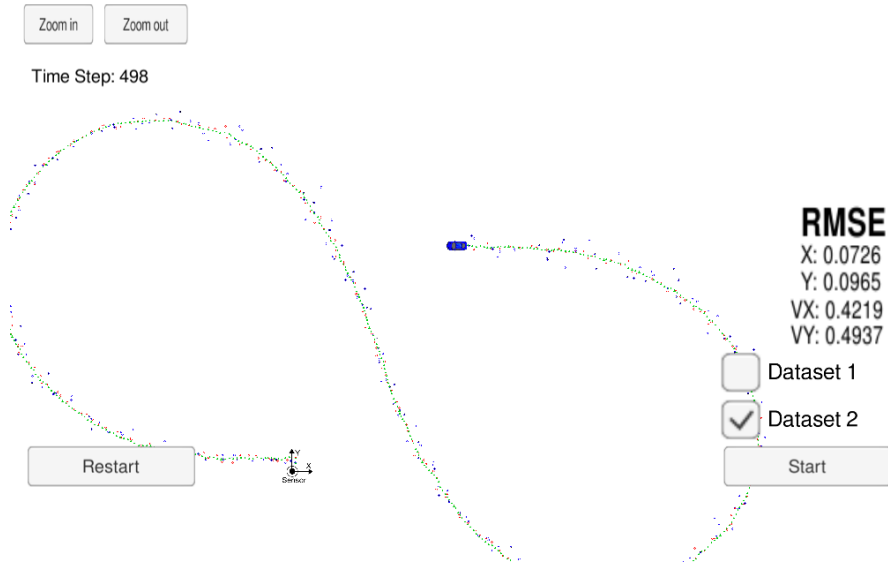 Zoom in
Zoom out
Time Step: 498
RMSE
X: 0.0726
Y: 0.0965
VX: 0.4219
VY: 0.4937
Dataset 1
Dataset 2
Restart
Y
X
Sensor
Start